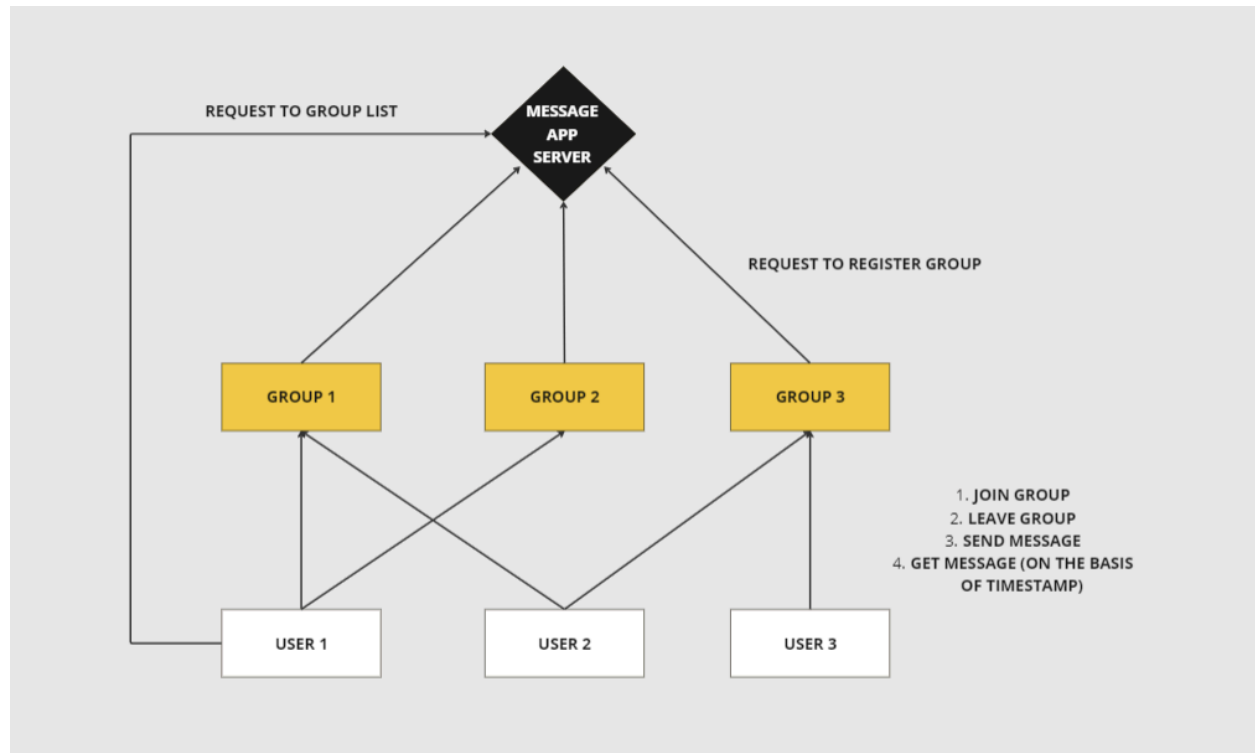 REQUEST TO GROUP LIST
MESSAGE
APP
SERVER
REQUEST TO REGISTER GROUP
GROUP 1
GROUP 2
GROUP 3
1. JOIN GROUP
2. LEAVE GROUP
3. SEND MESSAGE
4. GET MESSAGE (ON THE BASIS
OF TIMESTAMP)
USER 1
USER 2
USER 3